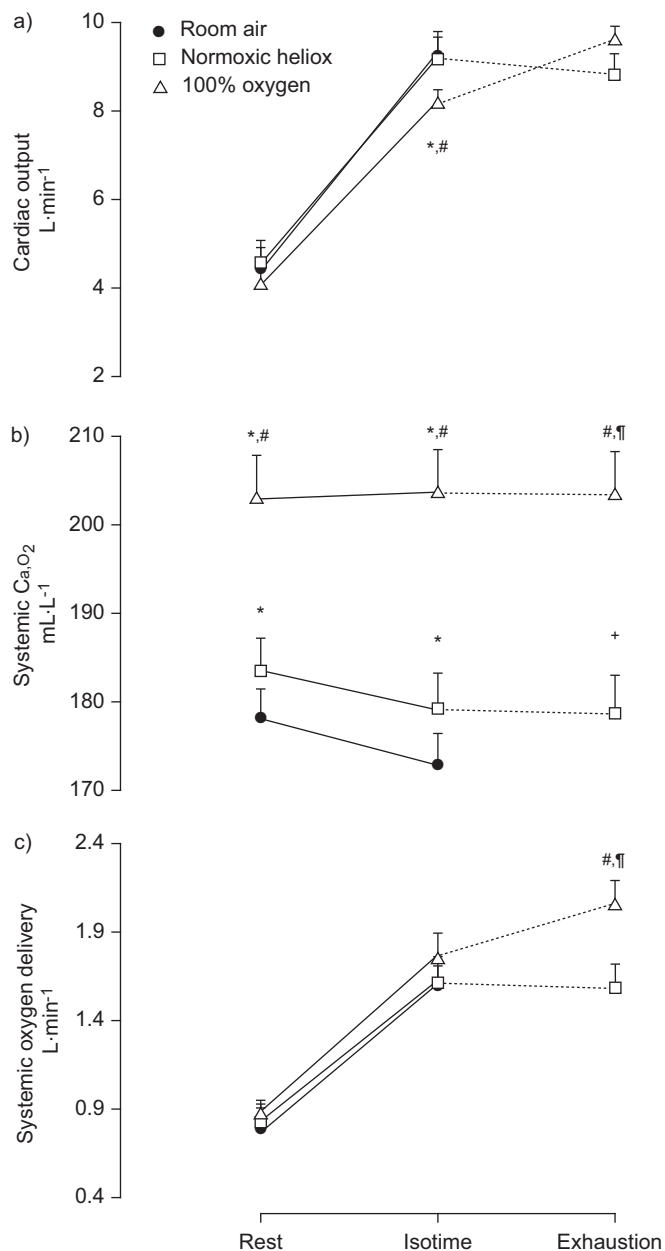 a)
10
8
6
4
2
Cardiac output
L·min-1
Room air
Normoxic heliox
100% oxygen
*,#
b)
210
200
190
180
170
Systemic Ca,O2
mL·L-1
*,#
*,#
#,¶
*
*
+
c)
2.4
1.9
1.4
0.9
0.4
Systemic oxygen delivery
L·min-1
#,¶
Rest
Isotime
Exhaustion